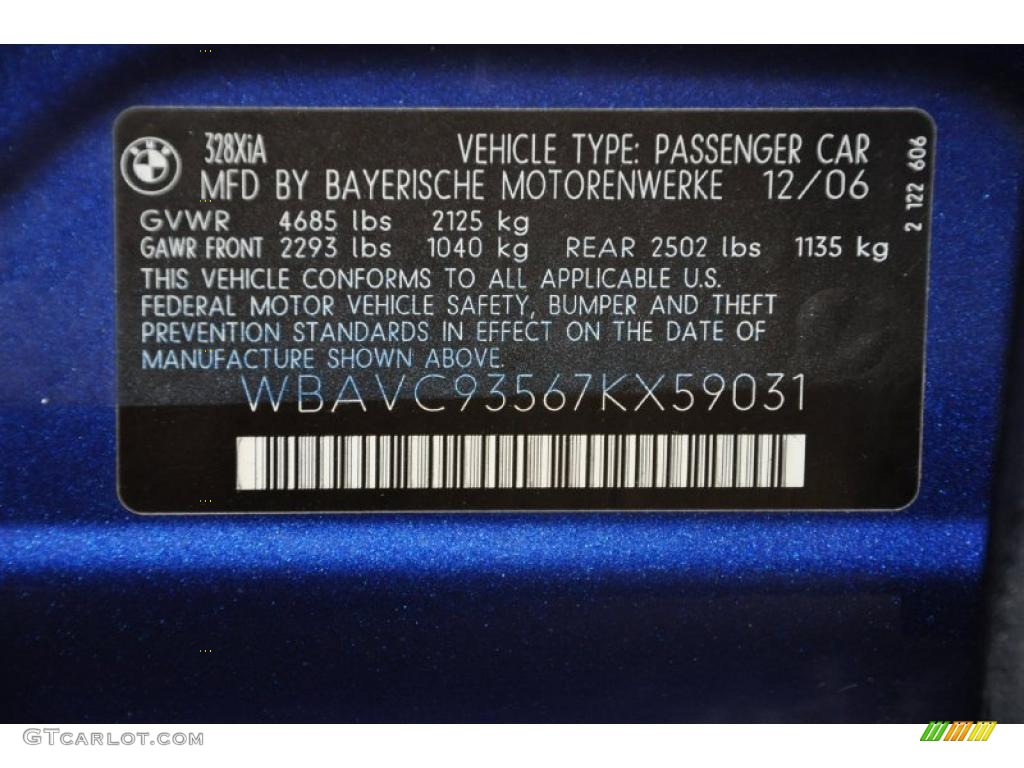 328XiA VEHICLE TYPE: PASSENGER CAR
MFD BY BAYERISCHE MOTORENWERKE 12/06
GVWR 4685 lbs 2125 kg
GAWR FRONT 2293 lbs 1040 kg REAR 2502 lbs 1135 kg
THIS VEHICLE CONFORMS TO ALL APPLICABLE U.S.
FEDERAL MOTOR VEHICLE SAFETY, BUMPER AND THEFT
PREVENTION STANDARDS IN EFFECT ON THE DATE OF
MANUFACTURE SHOWN ABOVE.
WBAVC93567KX59031
2 122 606
GTCARLOT.COM